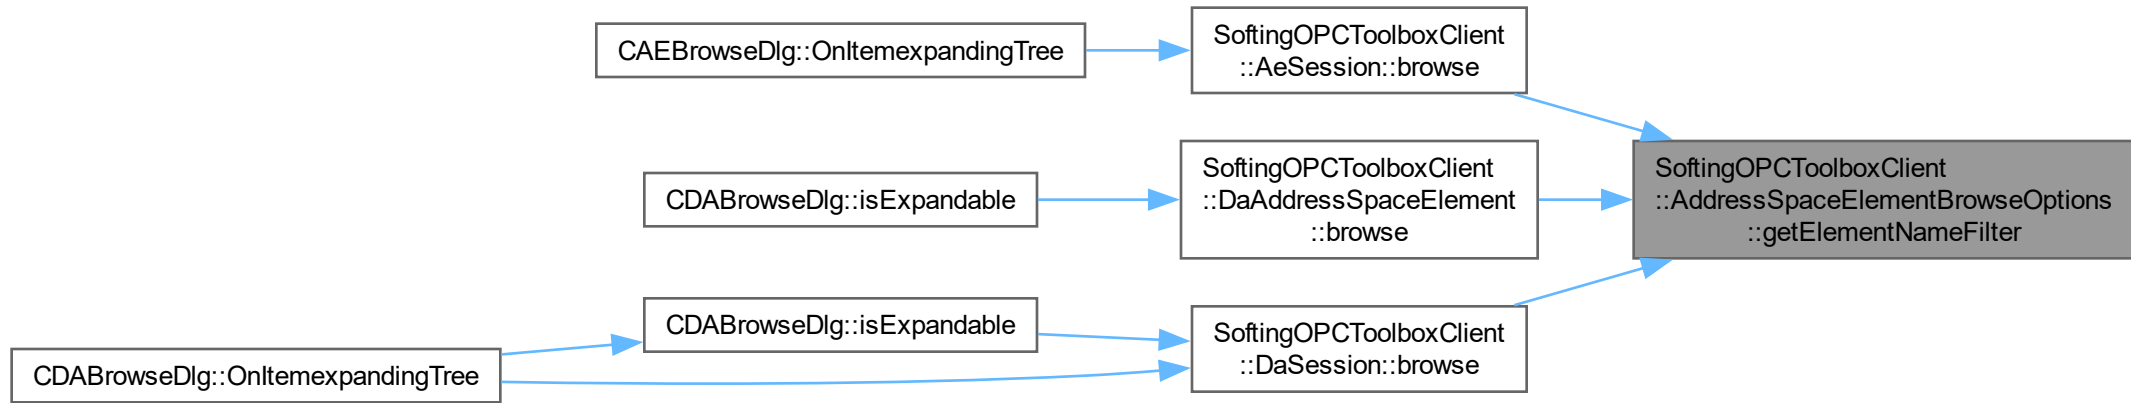 CAEBrowseDlg::OnItemexpandingTree
SoftingOPCToolboxClient
::AeSession::browse
CDABrowseDlg::isExpandable
SoftingOPCToolboxClient
::DaAddressSpaceElement
::browse
SoftingOPCToolboxClient
::AddressSpaceElementBrowseOptions
::getElementNameFilter
CDABrowseDlg::OnItemexpandingTree
CDABrowseDlg::isExpandable
SoftingOPCToolboxClient
::DaSession::browse